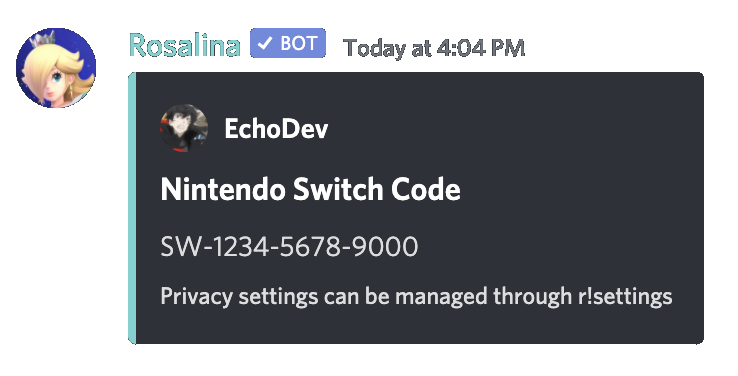 Rosalina BOT Today at 4:04 PM
EchoDev
Nintendo Switch Code
SW-1234-5678-9000
Privacy settings can be managed through r!settings